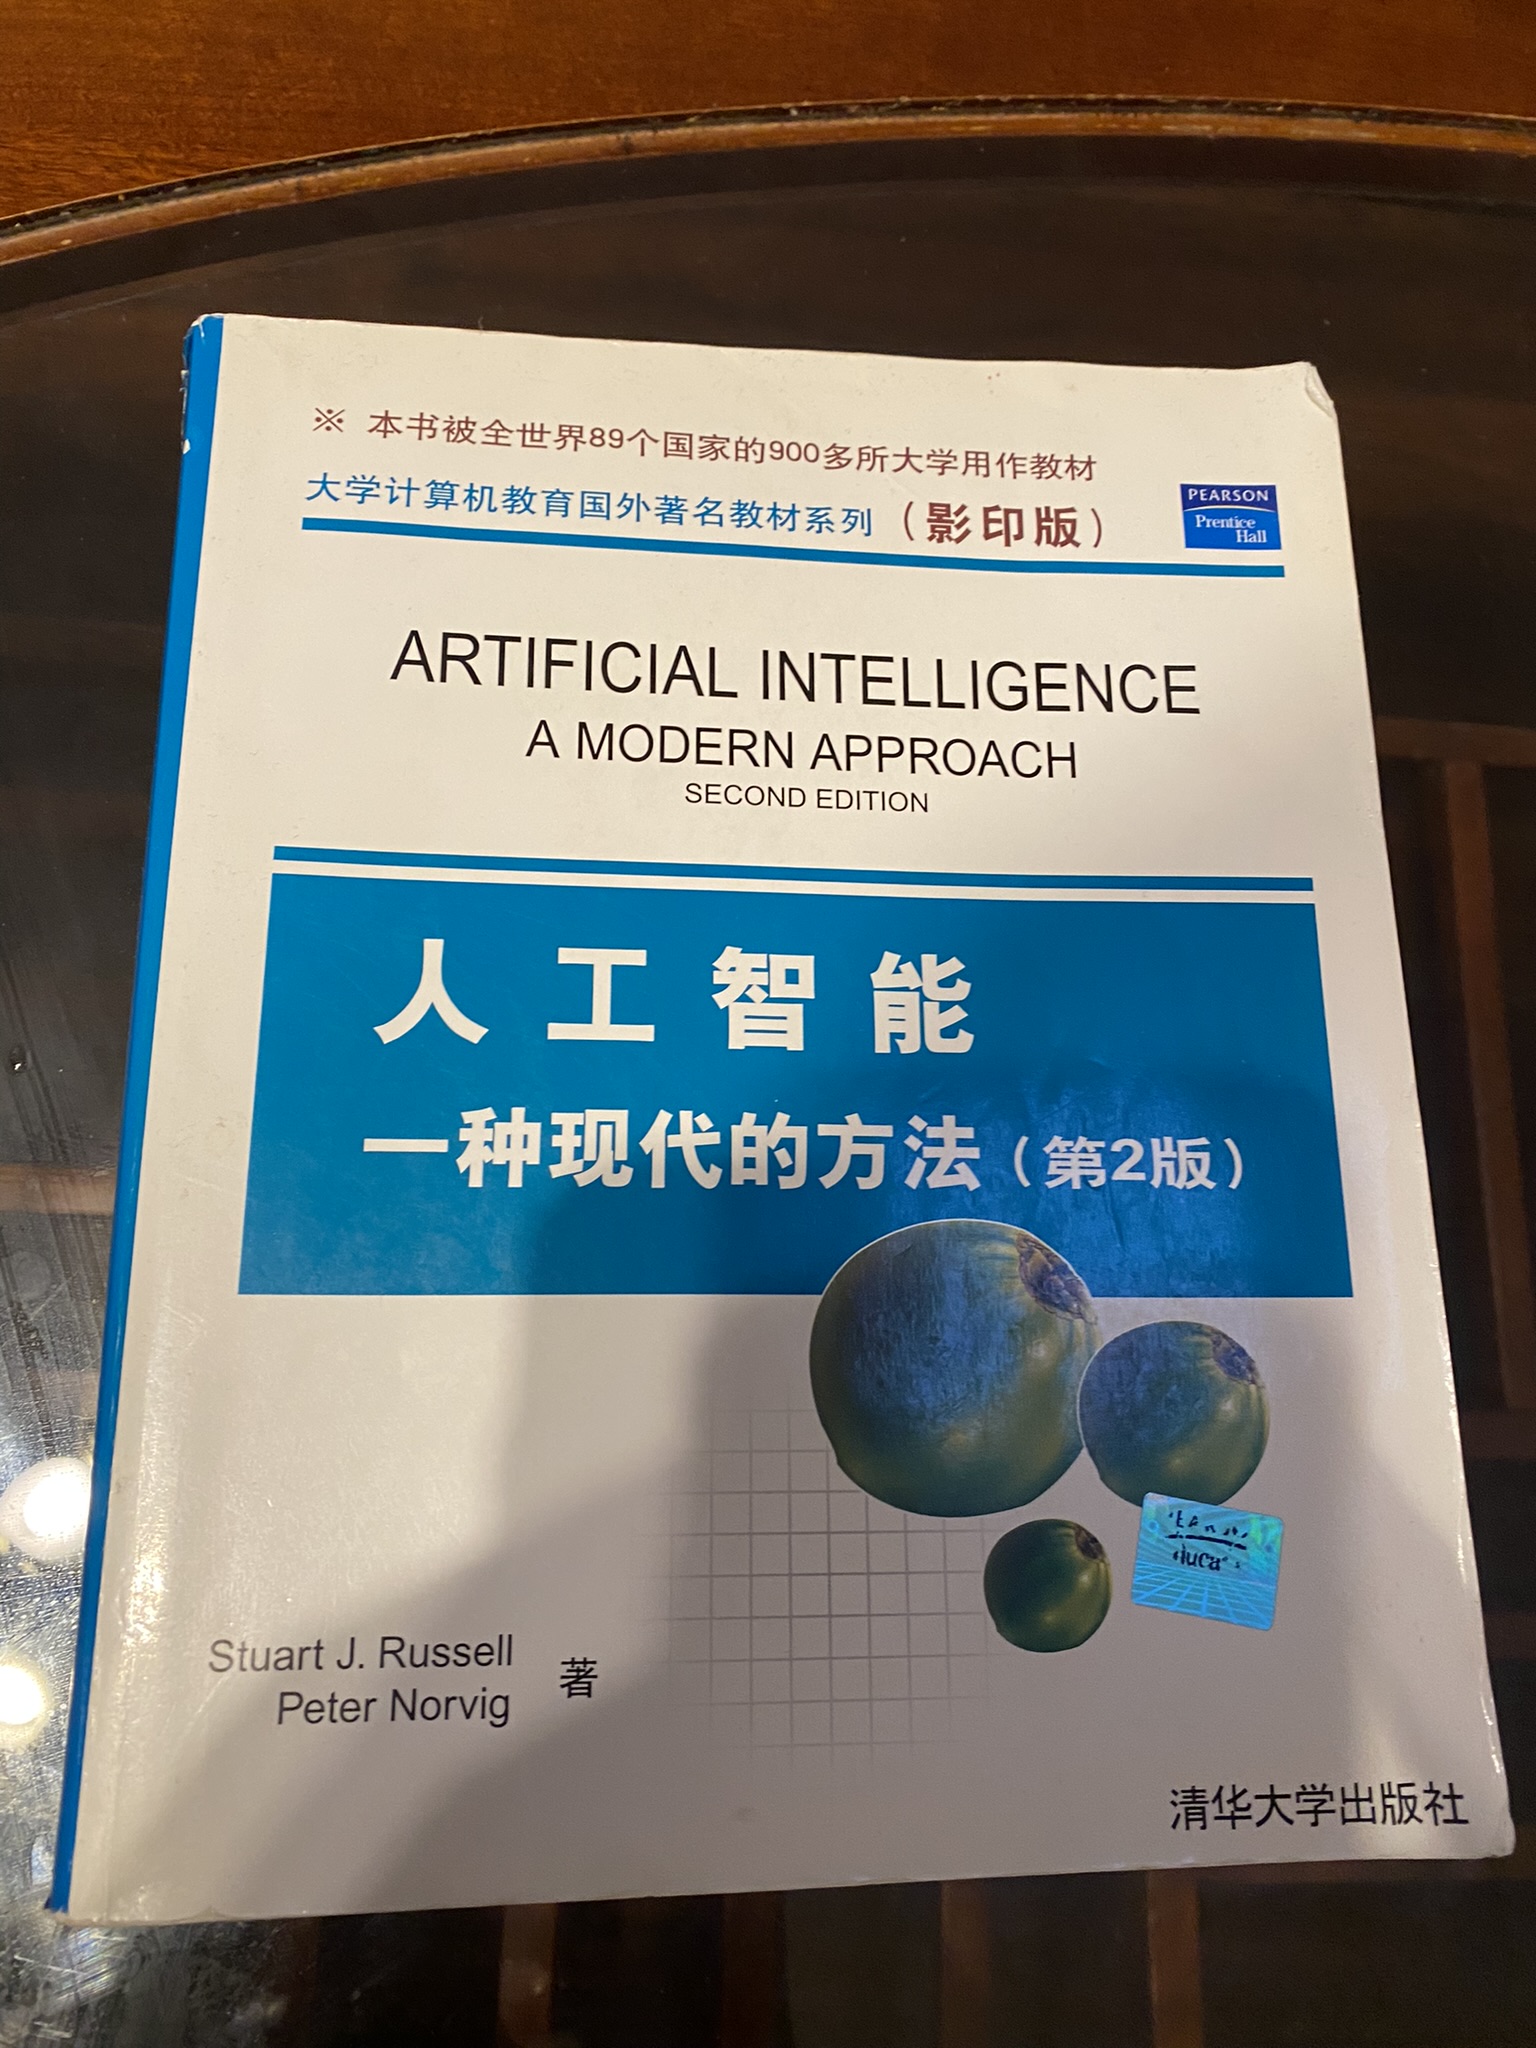 ※ 本书被全世界89个国家的900多所大学用作教材
大学计算机教育国外著名教材系列（影印版）
PEARSON
Prentice
Hall
ARTIFICIAL INTELLIGENCE
A MODERN APPROACH
SECOND EDITION
人工智能
一种现代的方法（第2版）
Stuart J. Russell
Peter Norvig
著
清华大学出版社